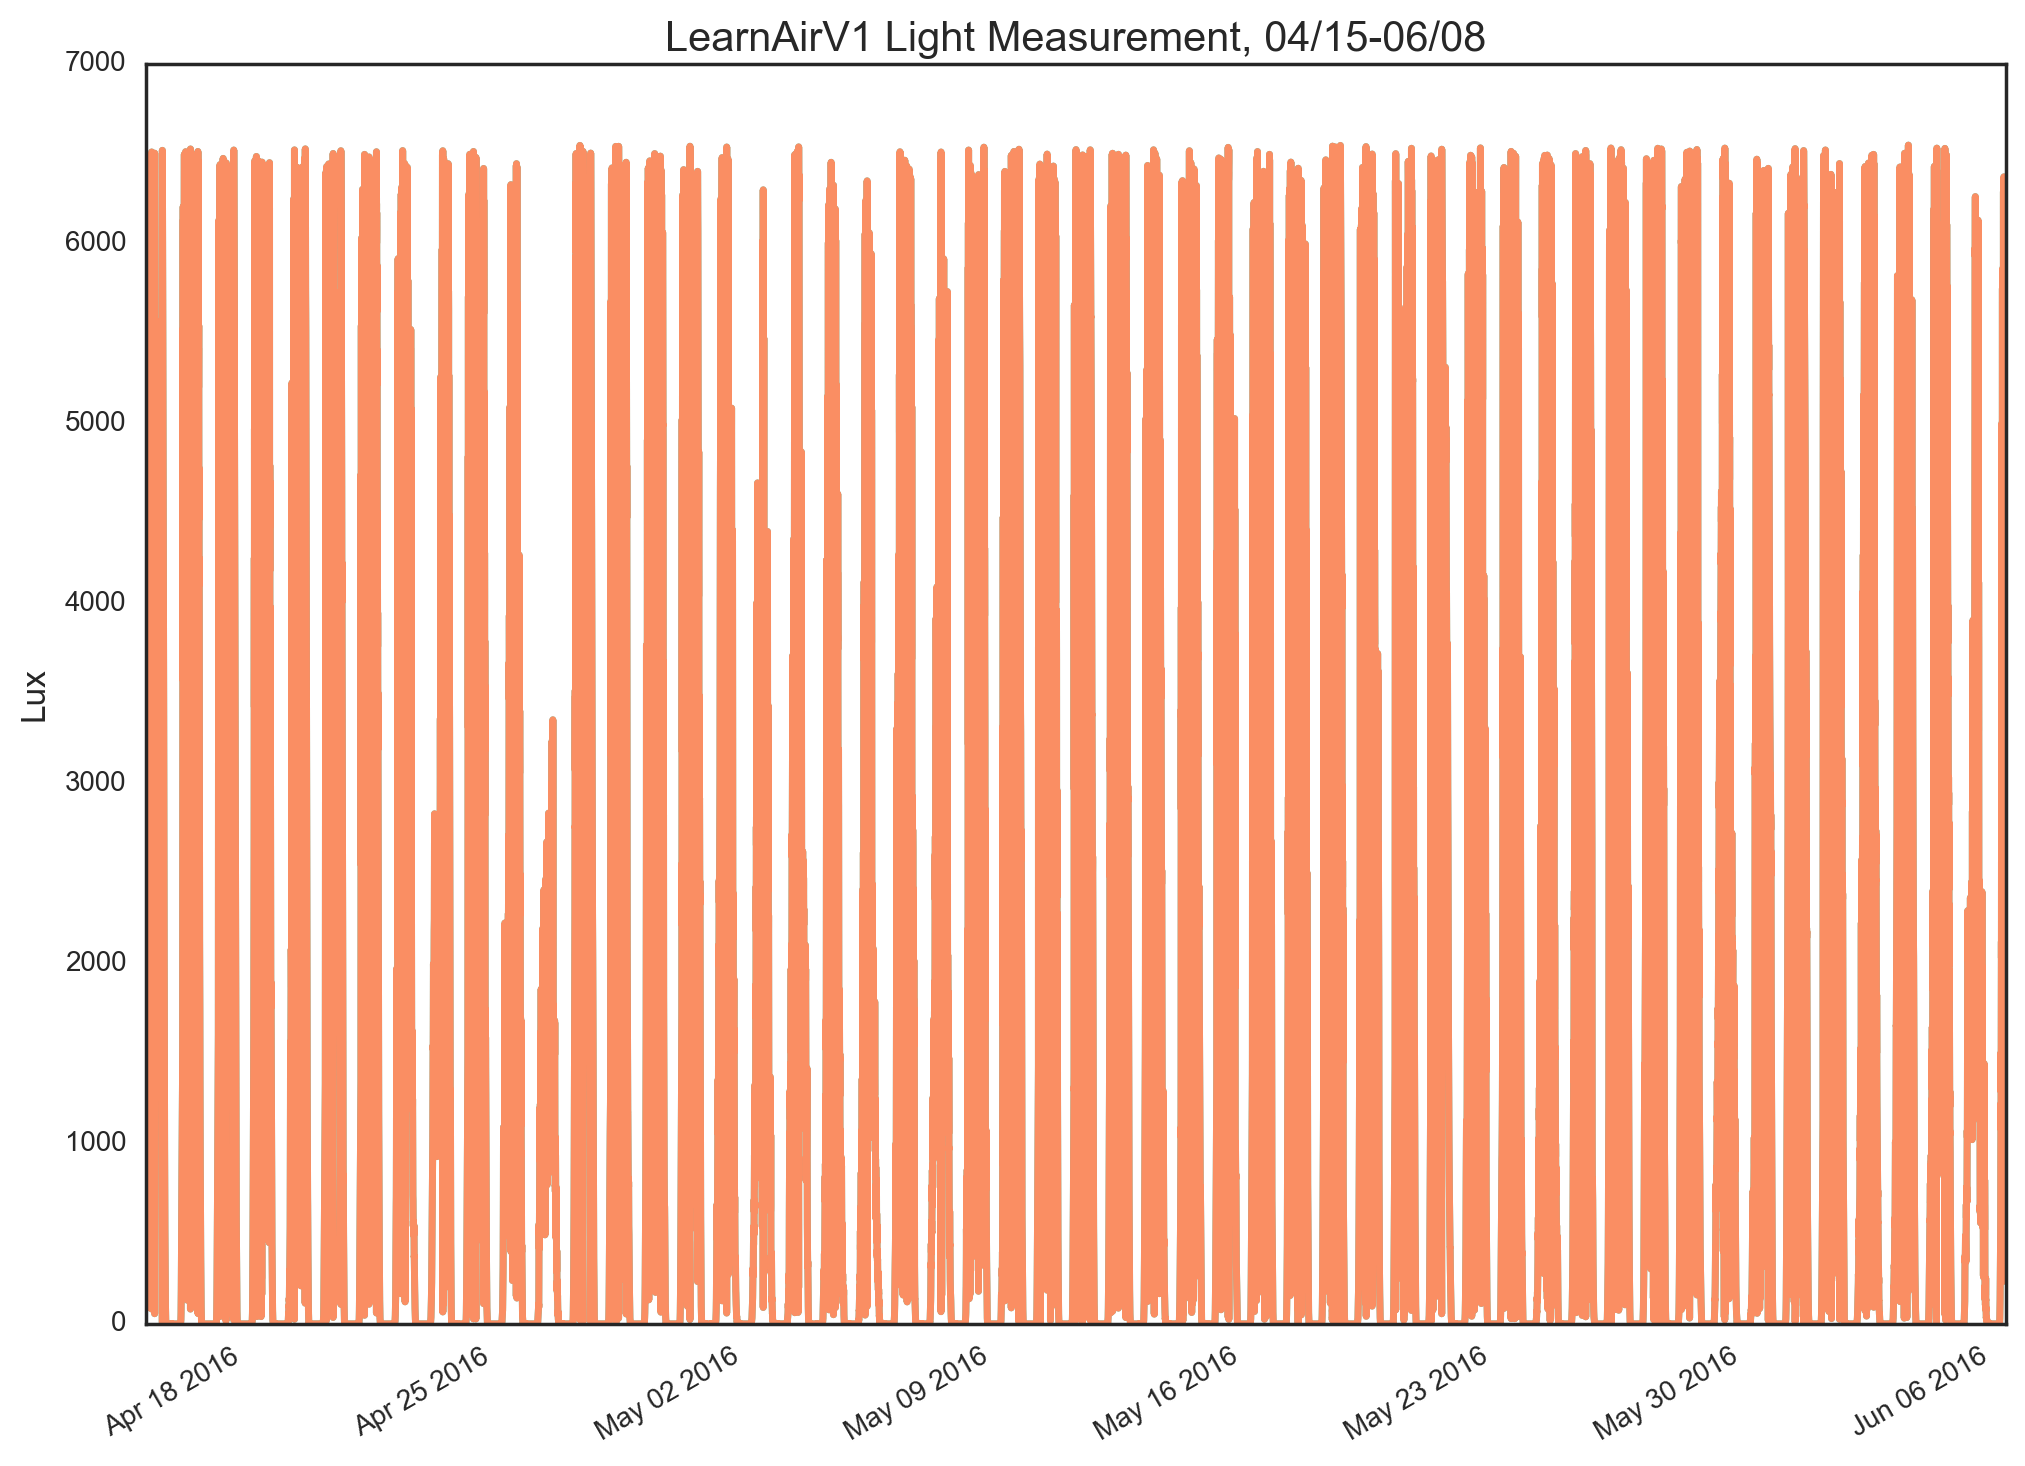 LearnAirV1 Light Measurement, 04/15-06/08
7000
6000
5000
4000
3000
2000
1000
0
Lux
Apr 18 2016
Apr 25 2016
May 02 2016
May 09 2016
May 16 2016
May 23 2016
May 30 2016
Jun 06 2016